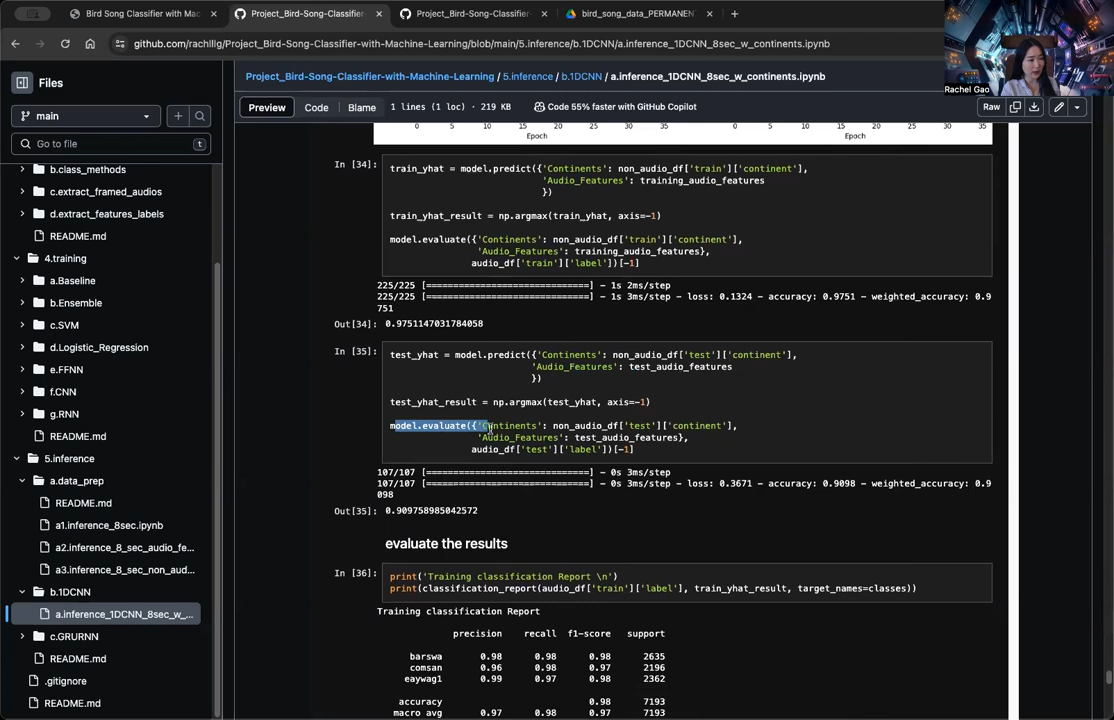 Bird Song Classifier with Mac
Project_Bird-Song-Classifier-
Project_Bird-Song-Classifier-
bird_song_data_PERMANENT
github.com/rachllg/Project_Bird-Song-Classifier-with-Machine-Learning/blob/main/5.inference/b.1DCNN/a.inference_1DCNN_8sec_w_continents.ipynb
Rachel Gao
Files
main
Go to file
t
b.class_methods
c.extract_framed_audios
d.extract_features_labels
README.md
4.training
a.Baseline
b.Ensemble
c.SVM
d.Logistic_Regression
e.FFNN
f.CNN
g.RNN
README.md
5.inference
a.data_prep
README.md
a1.inference_8sec.ipynb
a2.inference_8_sec_audio_fe...
a3.inference_8_sec_non_aud...
b.1DCNN
a.inference_1DCNN_8sec_w_...
c.GRURNN
README.md
.gitignore
README.md
Project_Bird-Song-Classifier-with-Machine-Learning / 5.inference / b.1DCNN / a.inference_1DCNN_8sec_w_continents.ipynb
Preview Code Blame 1 lines (1 loc) · 219 KB Code 55% faster with GitHub Copilot Raw
0 5 10 15 20 25 30 35 0 5 10 15 20 25 30 35
Epoch Epoch
In [34]: train_yhat = model.predict({'Continents': non_audio_df['train']['continent'],
'Audio_Features': training_audio_features
})
train_yhat_result = np.argmax(train_yhat, axis=-1)
model.evaluate({'Continents': non_audio_df['train']['continent'],
'Audio_Features': training_audio_features},
audio_df['train']['label'])[-1]
225/225 [==============================] - 1s 2ms/step
225/225 [==============================] - 1s 3ms/step - loss: 0.1324 - accuracy: 0.9751 - weighted_accuracy: 0.9
751
Out[34]: 0.9751147031784058
In [35]: test_yhat = model.predict({'Continents': non_audio_df['test']['continent'],
'Audio_Features': test_audio_features
})
test_yhat_result = np.argmax(test_yhat, axis=-1)
model.evaluate({'Continents': non_audio_df['test']['continent'],
'Audio_Features': test_audio_features},
audio_df['test']['label'])[-1]
107/107 [==============================] - 0s 3ms/step
107/107 [==============================] - 0s 3ms/step - loss: 0.3671 - accuracy: 0.9098 - weighted_accuracy: 0.9
098
Out[35]: 0.909758985042572
evaluate the results
In [36]: print('Training classification Report \n')
print(classification_report(audio_df['train']['label'], train_yhat_result, target_names=classes))
Training classification Report
precision recall f1-score support
barswa 0.98 0.98 0.98 2635
comsan 0.96 0.98 0.97 2196
eaywag1 0.99 0.97 0.98 2362
accuracy 0.98 7193
macro avg 0.97 0.98 0.97 7193